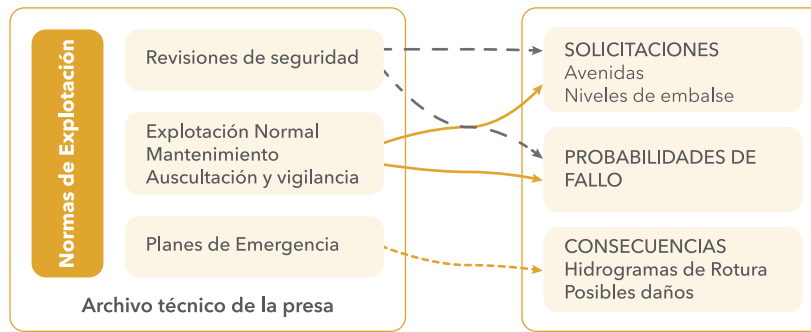 Normas de Explotación
Revisiones de seguridad
Explotación Normal
Mantenimiento
Auscultación y vigilancia
Planes de Emergencia
Archivo técnico de la presa
SOLICITACIONES
Avenidas
Niveles de embalse
PROBABILIDADES DE
FALLO
CONSECUENCIAS
Hidrogramas de Rotura
Posibles daños